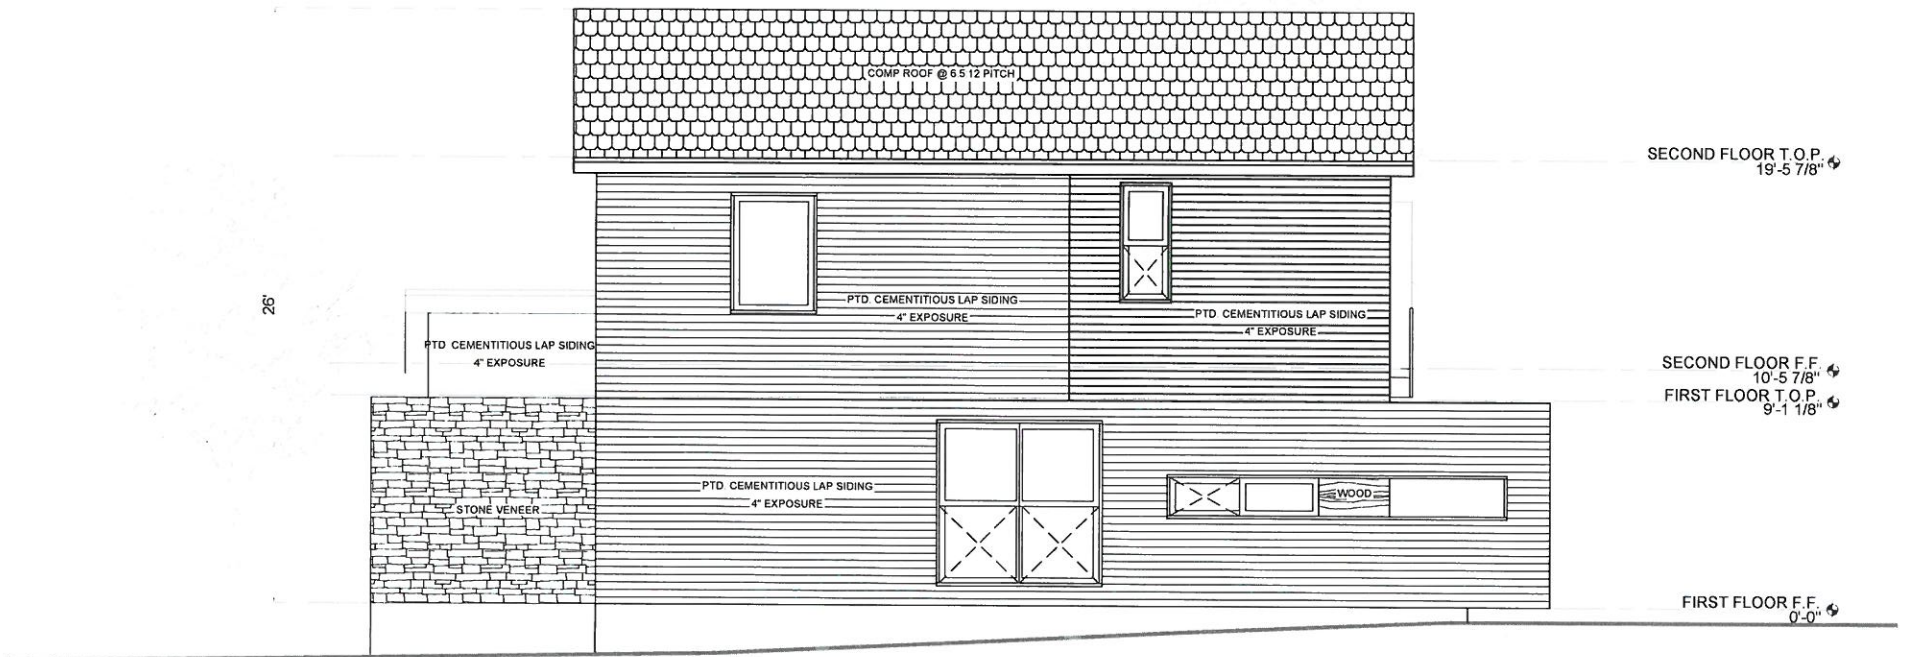 COMP ROOF @ 6 5 12 PITCH
SECOND FLOOR T.O.P.
19'-5 7/8"
26'
PTD. CEMENTITIOUS LAP SIDING
4" EXPOSURE
PTD CEMENTITIOUS LAP SIDING
4" EXPOSURE
PTD CEMENTITIOUS LAP SIDING
4" EXPOSURE
SECOND FLOOR F.F.
10'-5 7/8"
FIRST FLOOR T.O.P.
9'-1 1/8"
PTD. CEMENTITIOUS LAP SIDING
4" EXPOSURE
WOOD
STONE VENEER
FIRST FLOOR F.F.
0'-0"